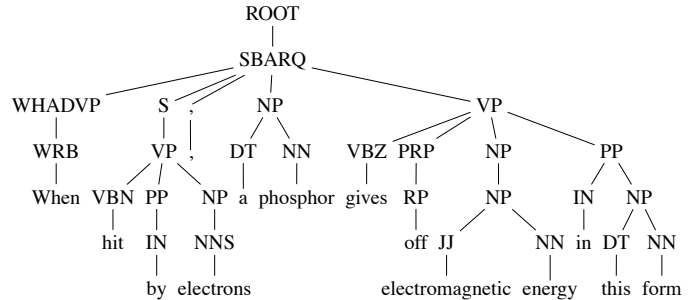 ROOT
SBARQ
WHADVP S , NP VP
WRB VP , DT NN VBZ PRP NP PP
When VBN PP NP a phosphor gives RP NP IN NP
hit IN NNS off JJ NN in DT NN
by electrons electromagnetic energy this form